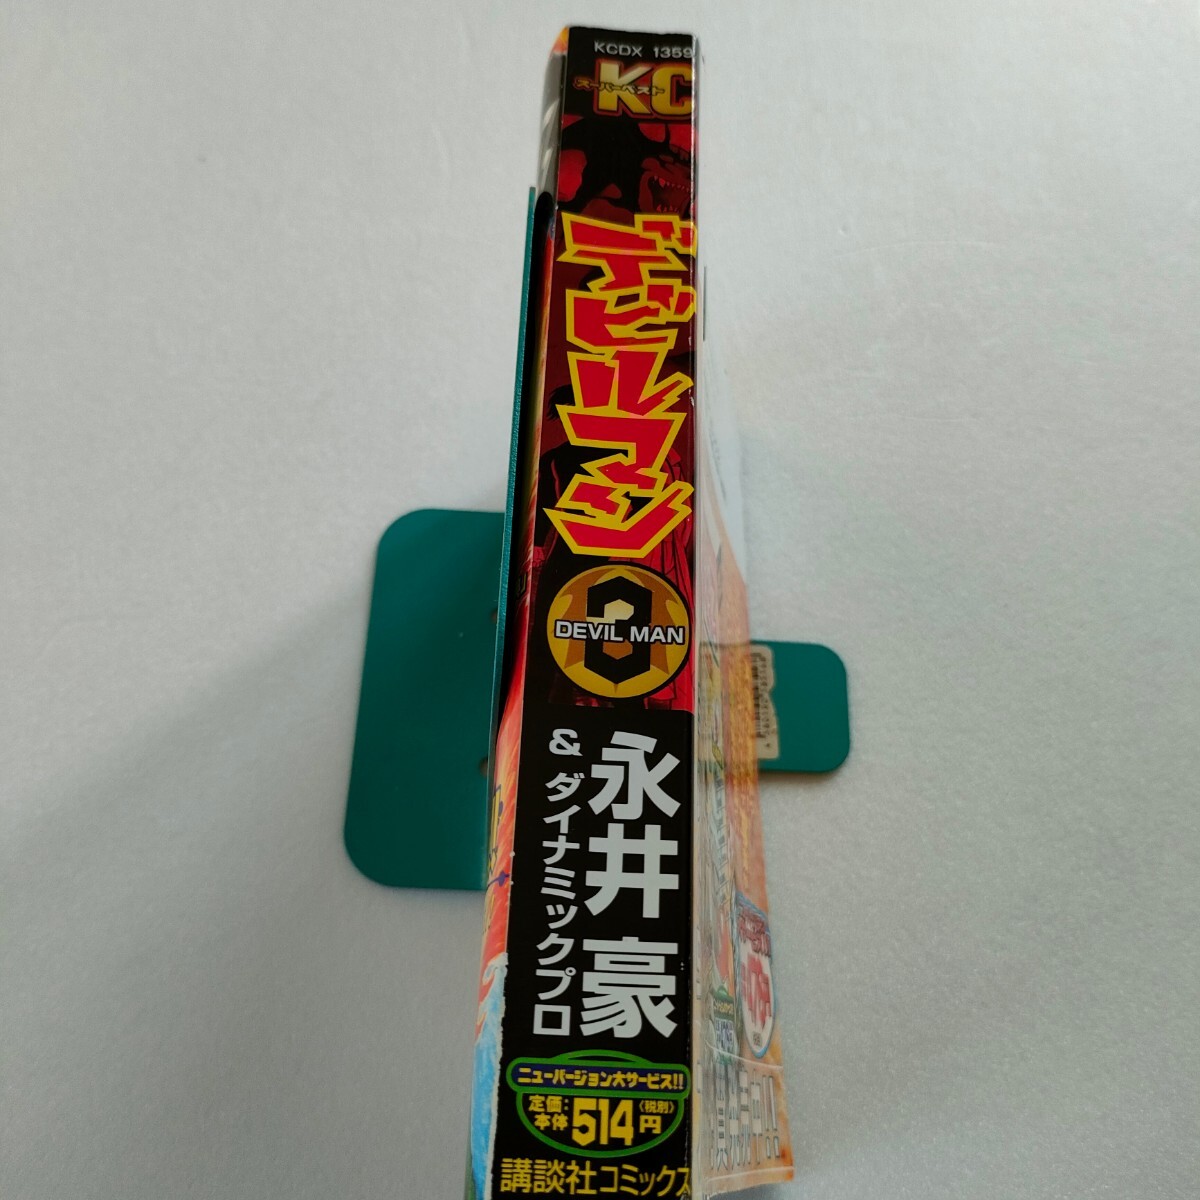 KCDX 1359
KC
スーパーベスト
デビルマン
3
DEVIL MAN
永井豪
&ダイナミックプロ
ニューバージョン大サービス!!
定価:
本体514円
〈税別〉
講談社コミックス